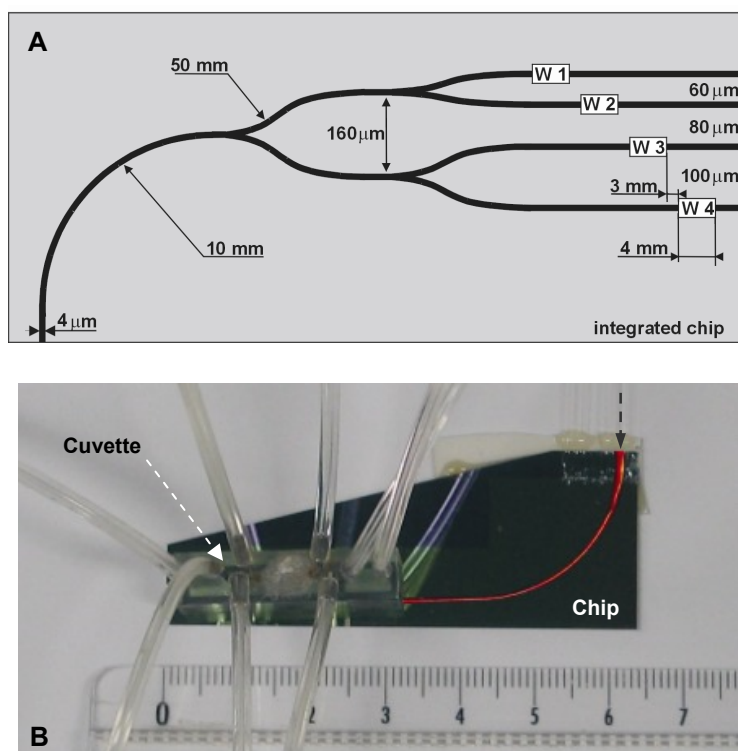 A
50 mm
W 1
60 µm
W 2
80 µm
160 µm
W 3
100 µm
3 mm
W 4
10 mm
4 mm
4 µm
integrated chip
Cuvette
Chip
0 2 3 4 5 6 7
B